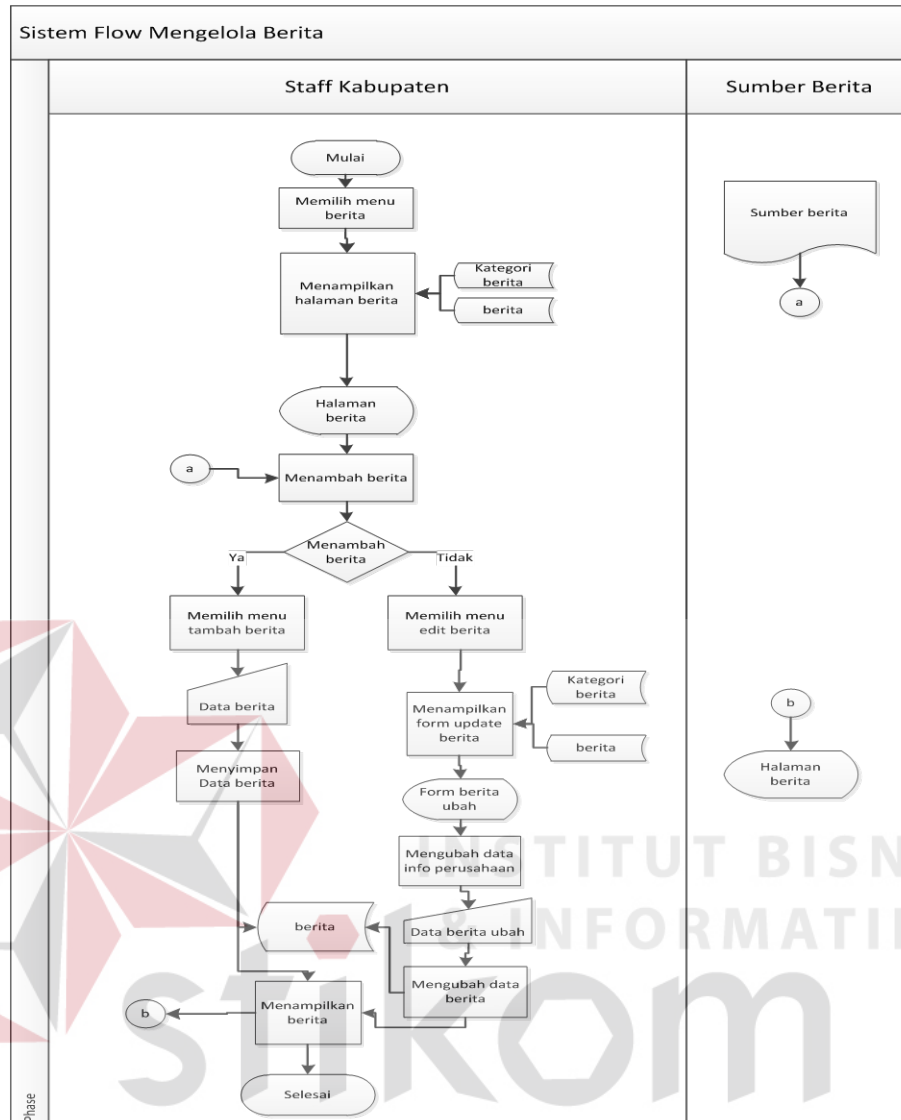 Sistem Flow Mengelola Berita
Staff Kabupaten
Sumber Berita
Mulai
Memilih menu
berita
Menampilkan
halaman berita
Kategori
berita
berita
Sumber berita
a
Halaman
berita
a
Menambah berita
Menambah
berita
Ya
Tidak
Memilih menu
tambah berita
Memilih menu
edit berita
Data berita
Menampilkan
form update
berita
Kategori
berita
berita
b
Halaman
berita
Menyimpan
Data berita
Form berita
ubah
Mengubah data
info perusahaan
berita
Data berita ubah
Mengubah data
berita
Menampilkan
berita
b
Selesai
Phase
INSTITUT BISN
& INFORMATI
stikom